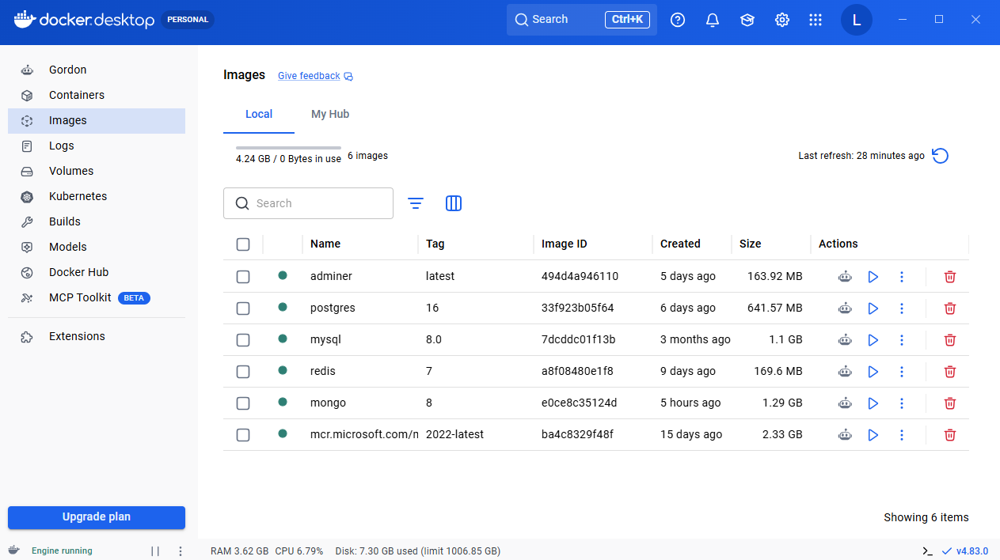 docker.desktop PERSONAL Search Ctrl+K L
Gordon
Containers
Images
Logs
Volumes
Kubernetes
Builds
Models
Docker Hub
MCP Toolkit BETA
Extensions
Upgrade plan
Images Give feedback
Local My Hub
4.24 GB / 0 Bytes in use 6 images Last refresh: 28 minutes ago
Search
Name Tag Image ID Created Size Actions
adminer latest 494d4a946110 5 days ago 163.92 MB
postgres 16 33f923b05f64 6 days ago 641.57 MB
mysql 8.0 7dcddc01f13b 3 months ago 1.1 GB
redis 7 a8f08480e1f8 9 days ago 169.6 MB
mongo 8 e0ce8c35124d 5 hours ago 1.29 GB
mcr.microsoft.com/n 2022-latest ba4c8329f48f 15 days ago 2.33 GB
Showing 6 items
Engine running RAM 3.62 GB CPU 6.79% Disk: 7.30 GB used (limit 1006.85 GB) v4.83.0